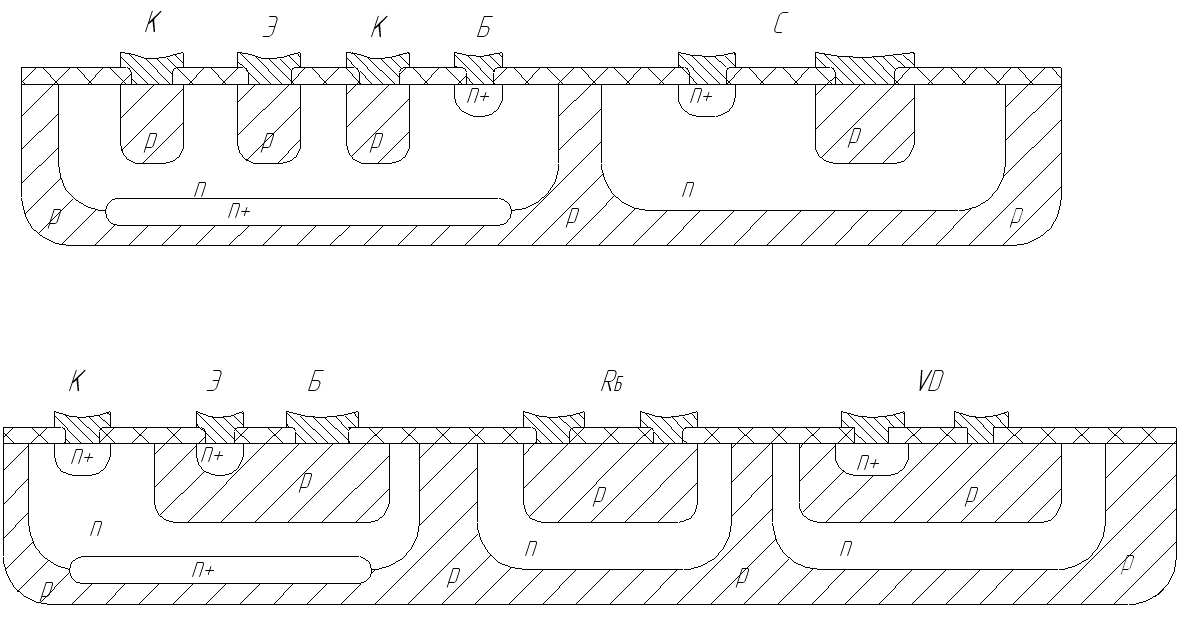 К Э К Б С
п+ п+
р р р р
п п
п+
р р р
К Э Б RБ VD
п+ п+ п+
р р р
п п п
п+ р р р
р